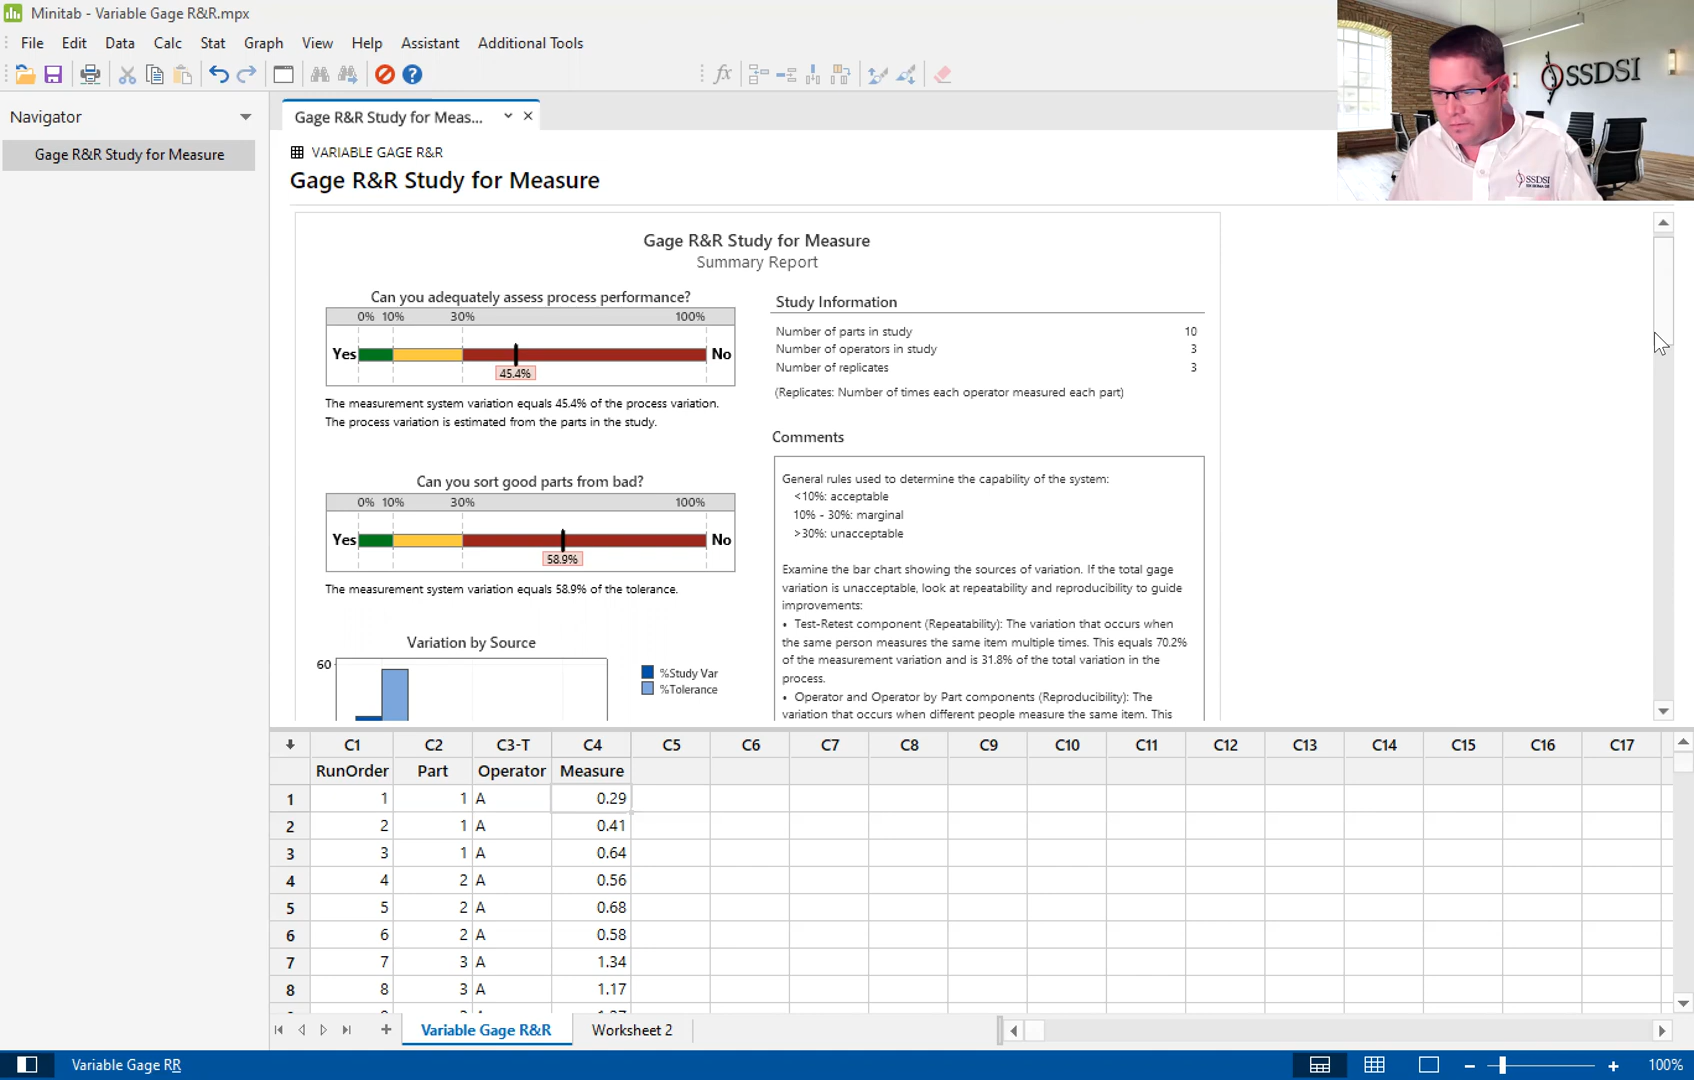 Minitab - Variable Gage R&R.mpx
File Edit Data Calc Stat Graph View Help Assistant Additional Tools
fx
SSDSI
SSDSI
Navigator
Gage R&R Study for Measure
Gage R&R Study for Meas...
VARIABLE GAGE R&R
Gage R&R Study for Measure
Gage R&R Study for Measure
Summary Report
Can you adequately assess process performance?
0% 10% 30% 100%
Yes No
45.4%
The measurement system variation equals 45.4% of the process variation.
The process variation is estimated from the parts in the study.
Can you sort good parts from bad?
0% 10% 30% 100%
Yes No
58.9%
The measurement system variation equals 58.9% of the tolerance.
Variation by Source
60
%Study Var
%Tolerance
Study Information
Number of parts in study 10
Number of operators in study 3
Number of replicates 3
(Replicates: Number of times each operator measured each part)
Comments
General rules used to determine the capability of the system:
<10%: acceptable
10% - 30%: marginal
>30%: unacceptable
Examine the bar chart showing the sources of variation. If the total gage
variation is unacceptable, look at repeatability and reproducibility to guide
improvements:
• Test-Retest component (Repeatability): The variation that occurs when
the same person measures the same item multiple times. This equals 70.2%
of the measurement variation and is 31.8% of the total variation in the
process.
• Operator and Operator by Part components (Reproducibility): The
variation that occurs when different people measure the same item. This
C1 C2 C3-T C4 C5 C6 C7 C8 C9 C10 C11 C12 C13 C14 C15 C16 C17
RunOrder Part Operator Measure
1 1 1 A 0.29
2 2 1 A 0.41
3 3 1 A 0.64
4 4 2 A 0.56
5 5 2 A 0.68
6 6 2 A 0.58
7 7 3 A 1.34
8 8 3 A 1.17
Variable Gage R&R Worksheet 2
Variable Gage RR
100%